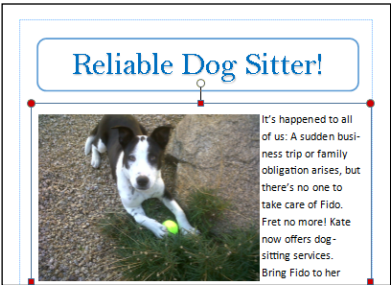 Reliable Dog Sitter!
It's happened to all
of us: A sudden busi-
ness trip or family
obligation arises, but
there's no one to
take care of Fido.
Fret no more! Kate
now offers dog-
sitting services.
Bring Fido to her